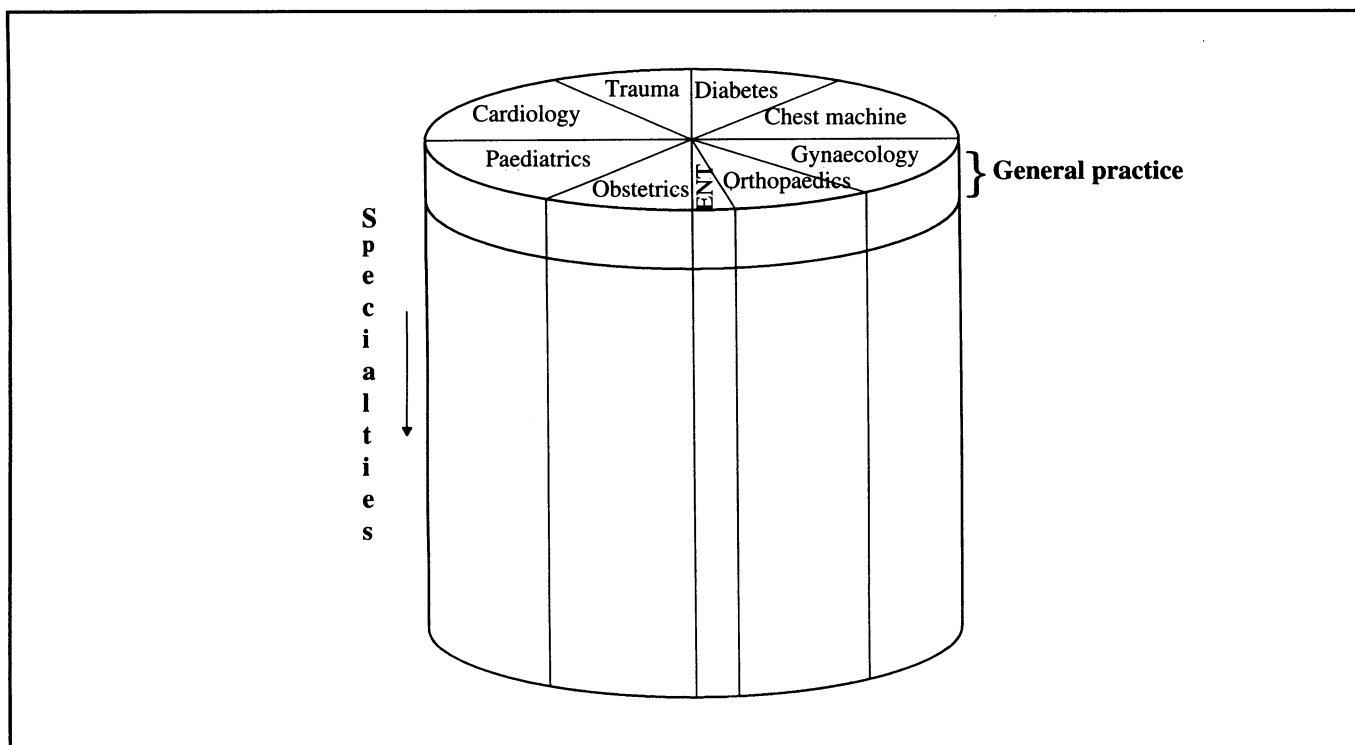 Trauma
Diabetes
Cardiology
Chest machine
Paediatrics
Gynaecology
Obstetrics
ENT
Orthopaedics
General practice
Specialties